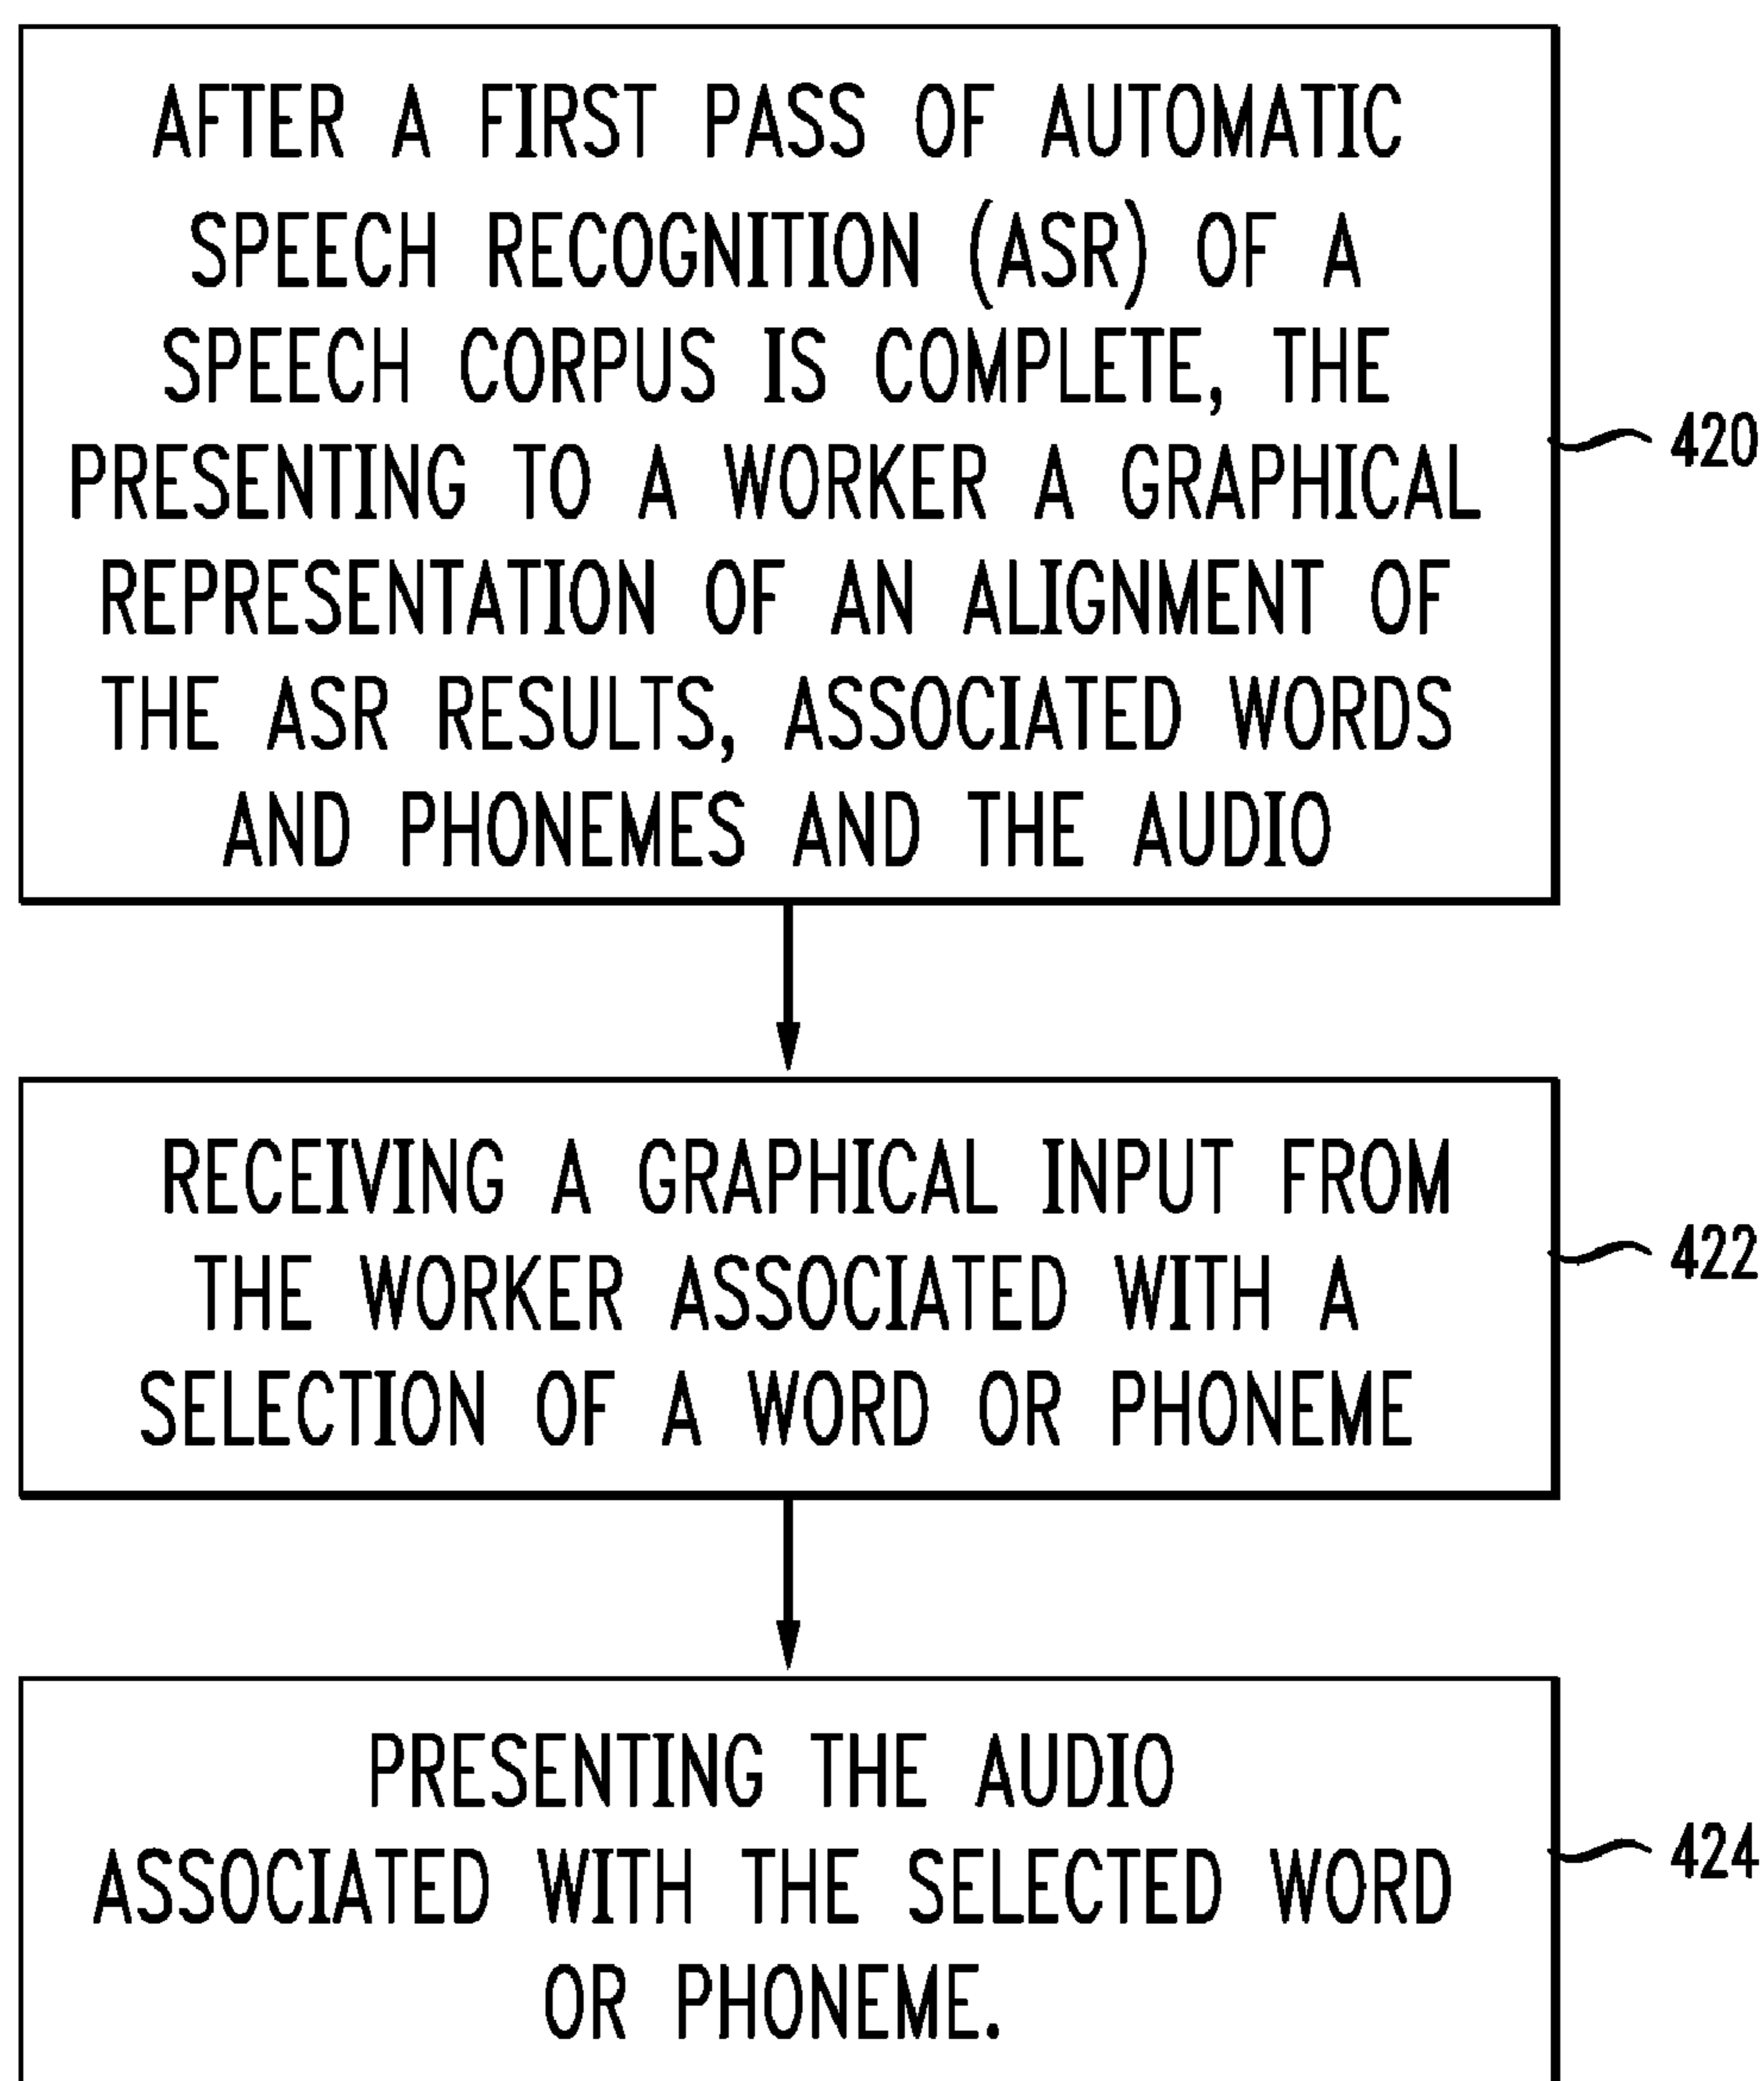 AFTER A FIRST PASS OF AUTOMATIC
SPEECH RECOGNITION (ASR) OF A
SPEECH CORPUS IS COMPLETE, THE
PRESENTING TO A WORKER A GRAPHICAL
REPRESENTATION OF AN ALIGNMENT OF
THE ASR RESULTS, ASSOCIATED WORDS
AND PHONEMES AND THE AUDIO
420
RECEIVING A GRAPHICAL INPUT FROM
THE WORKER ASSOCIATED WITH A
SELECTION OF A WORD OR PHONEME
422
PRESENTING THE AUDIO
ASSOCIATED WITH THE SELECTED WORD
OR PHONEME.
424